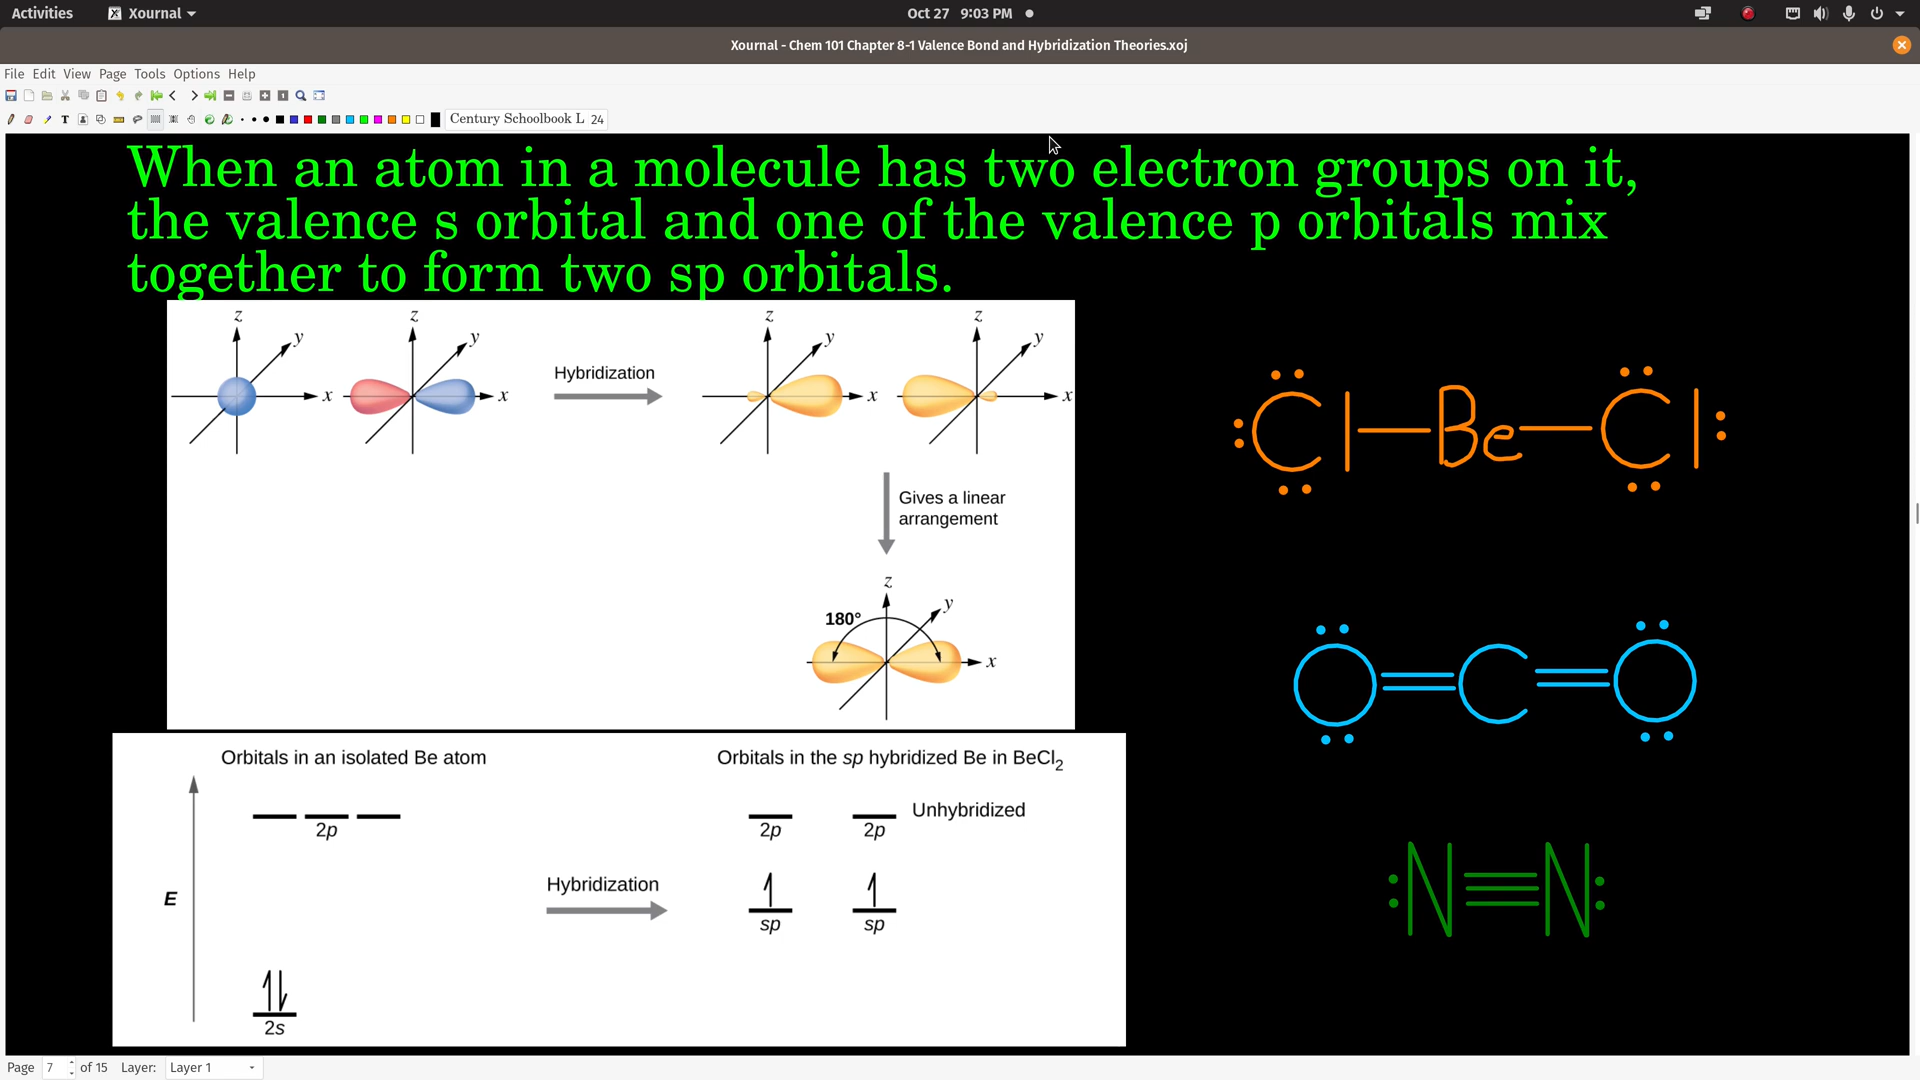 Activities
Xournal
Oct 27 9:03 PM
Xournal - Chem 101 Chapter 8-1 Valence Bond and Hybridization Theories.xoj
File Edit View Page Tools Options Help
Century Schoolbook L 24
When an atom in a molecule has two electron groups on it,
the valence s orbital and one of the valence p orbitals mix
together to form two sp orbitals.
z
y
x
z
y
x
Hybridization
z
y
x
z
y
x
Gives a linear
arrangement
z
y
180°
x
Cl—Be—Cl
O=C=O
N≡N
Orbitals in an isolated Be atom
2p
E
2s
Hybridization
Orbitals in the sp hybridized Be in BeCl2
2p 2p Unhybridized
sp sp
Page 7 of 15 Layer: Layer 1